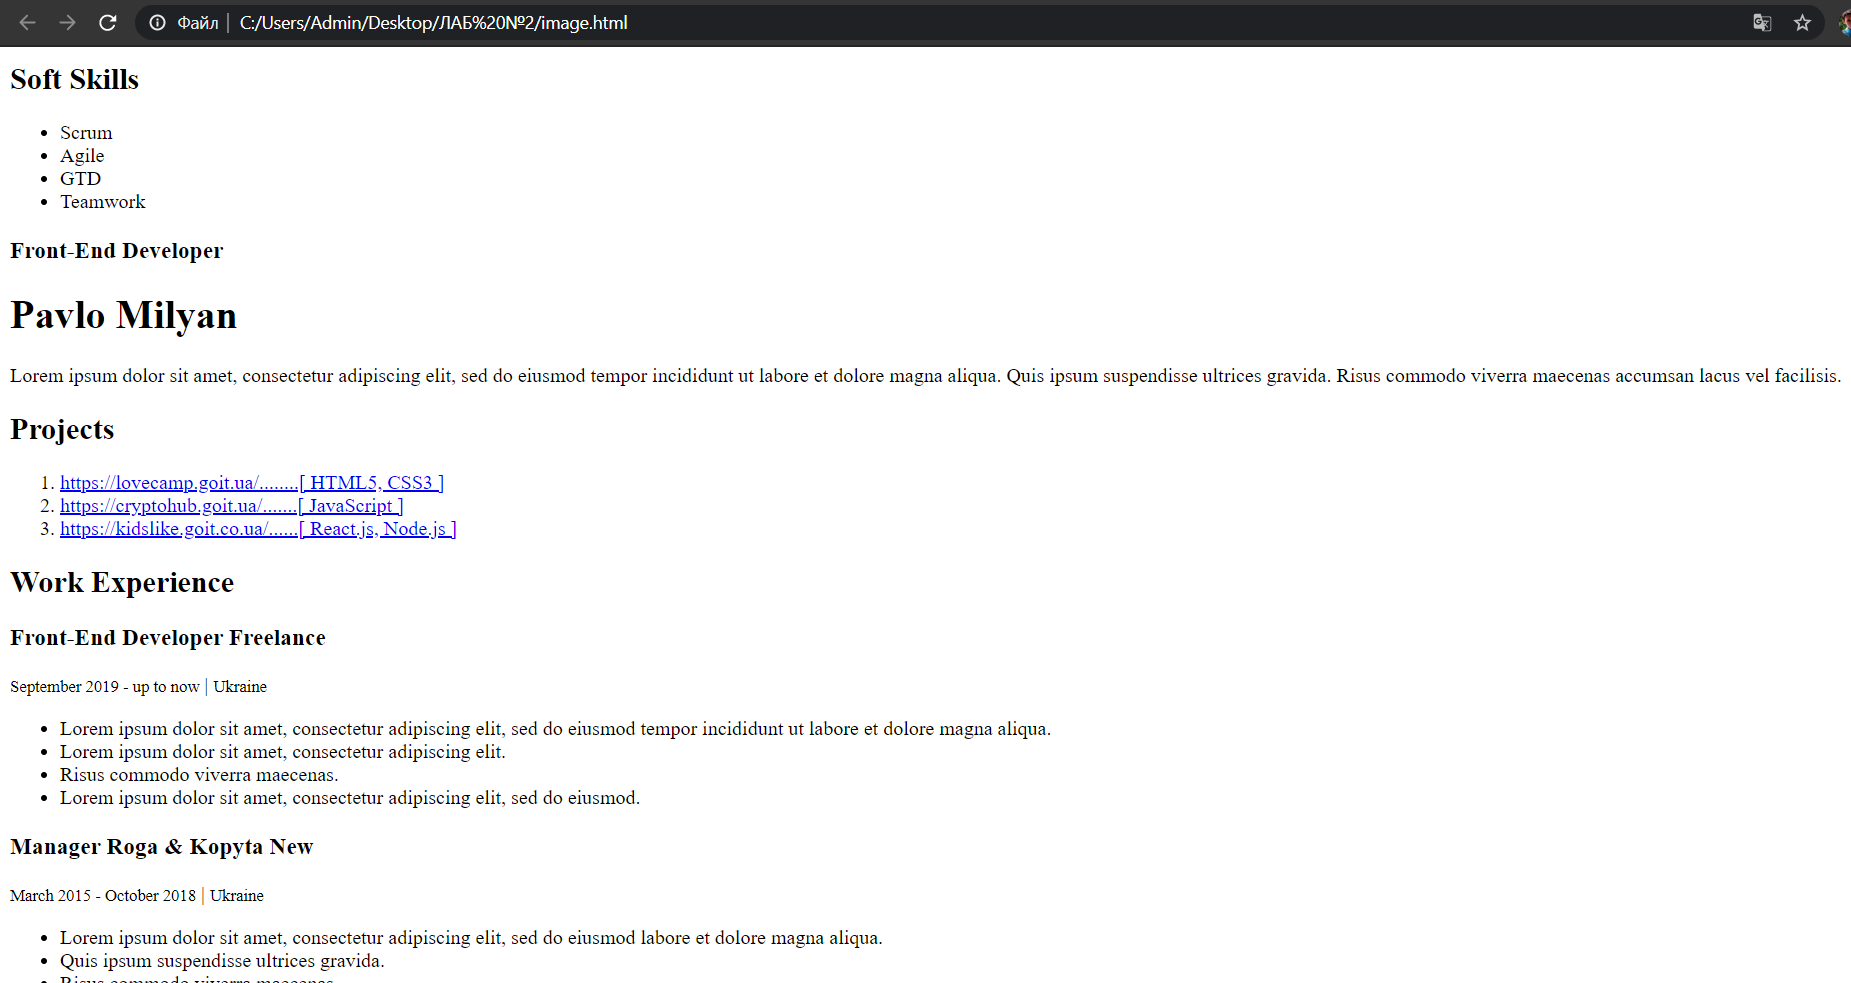 Файл | C:/Users/Admin/Desktop/ЛАБ%20№2/image.html
Soft Skills
• Scrum
• Agile
• GTD
• Teamwork
Front-End Developer
Pavlo Milyan
Lorem ipsum dolor sit amet, consectetur adipiscing elit, sed do eiusmod tempor incididunt ut labore et dolore magna aliqua. Quis ipsum suspendisse ultrices gravida. Risus commodo viverra maecenas accumsan lacus vel facilisis.
Projects
1. https://lovecamp.goit.ua/........[ HTML5, CSS3 ]
2. https://cryptohub.goit.ua/.......[ JavaScript ]
3. https://kidslike.goit.co.ua/......[ React.js, Node.js ]
Work Experience
Front-End Developer Freelance
September 2019 - up to now | Ukraine
• Lorem ipsum dolor sit amet, consectetur adipiscing elit, sed do eiusmod tempor incididunt ut labore et dolore magna aliqua.
• Lorem ipsum dolor sit amet, consectetur adipiscing elit.
• Risus commodo viverra maecenas.
• Lorem ipsum dolor sit amet, consectetur adipiscing elit, sed do eiusmod.
Manager Roga & Kopyta New
March 2015 - October 2018 | Ukraine
• Lorem ipsum dolor sit amet, consectetur adipiscing elit, sed do eiusmod labore et dolore magna aliqua.
• Quis ipsum suspendisse ultrices gravida.
• Risus commodo viverra maecenas.